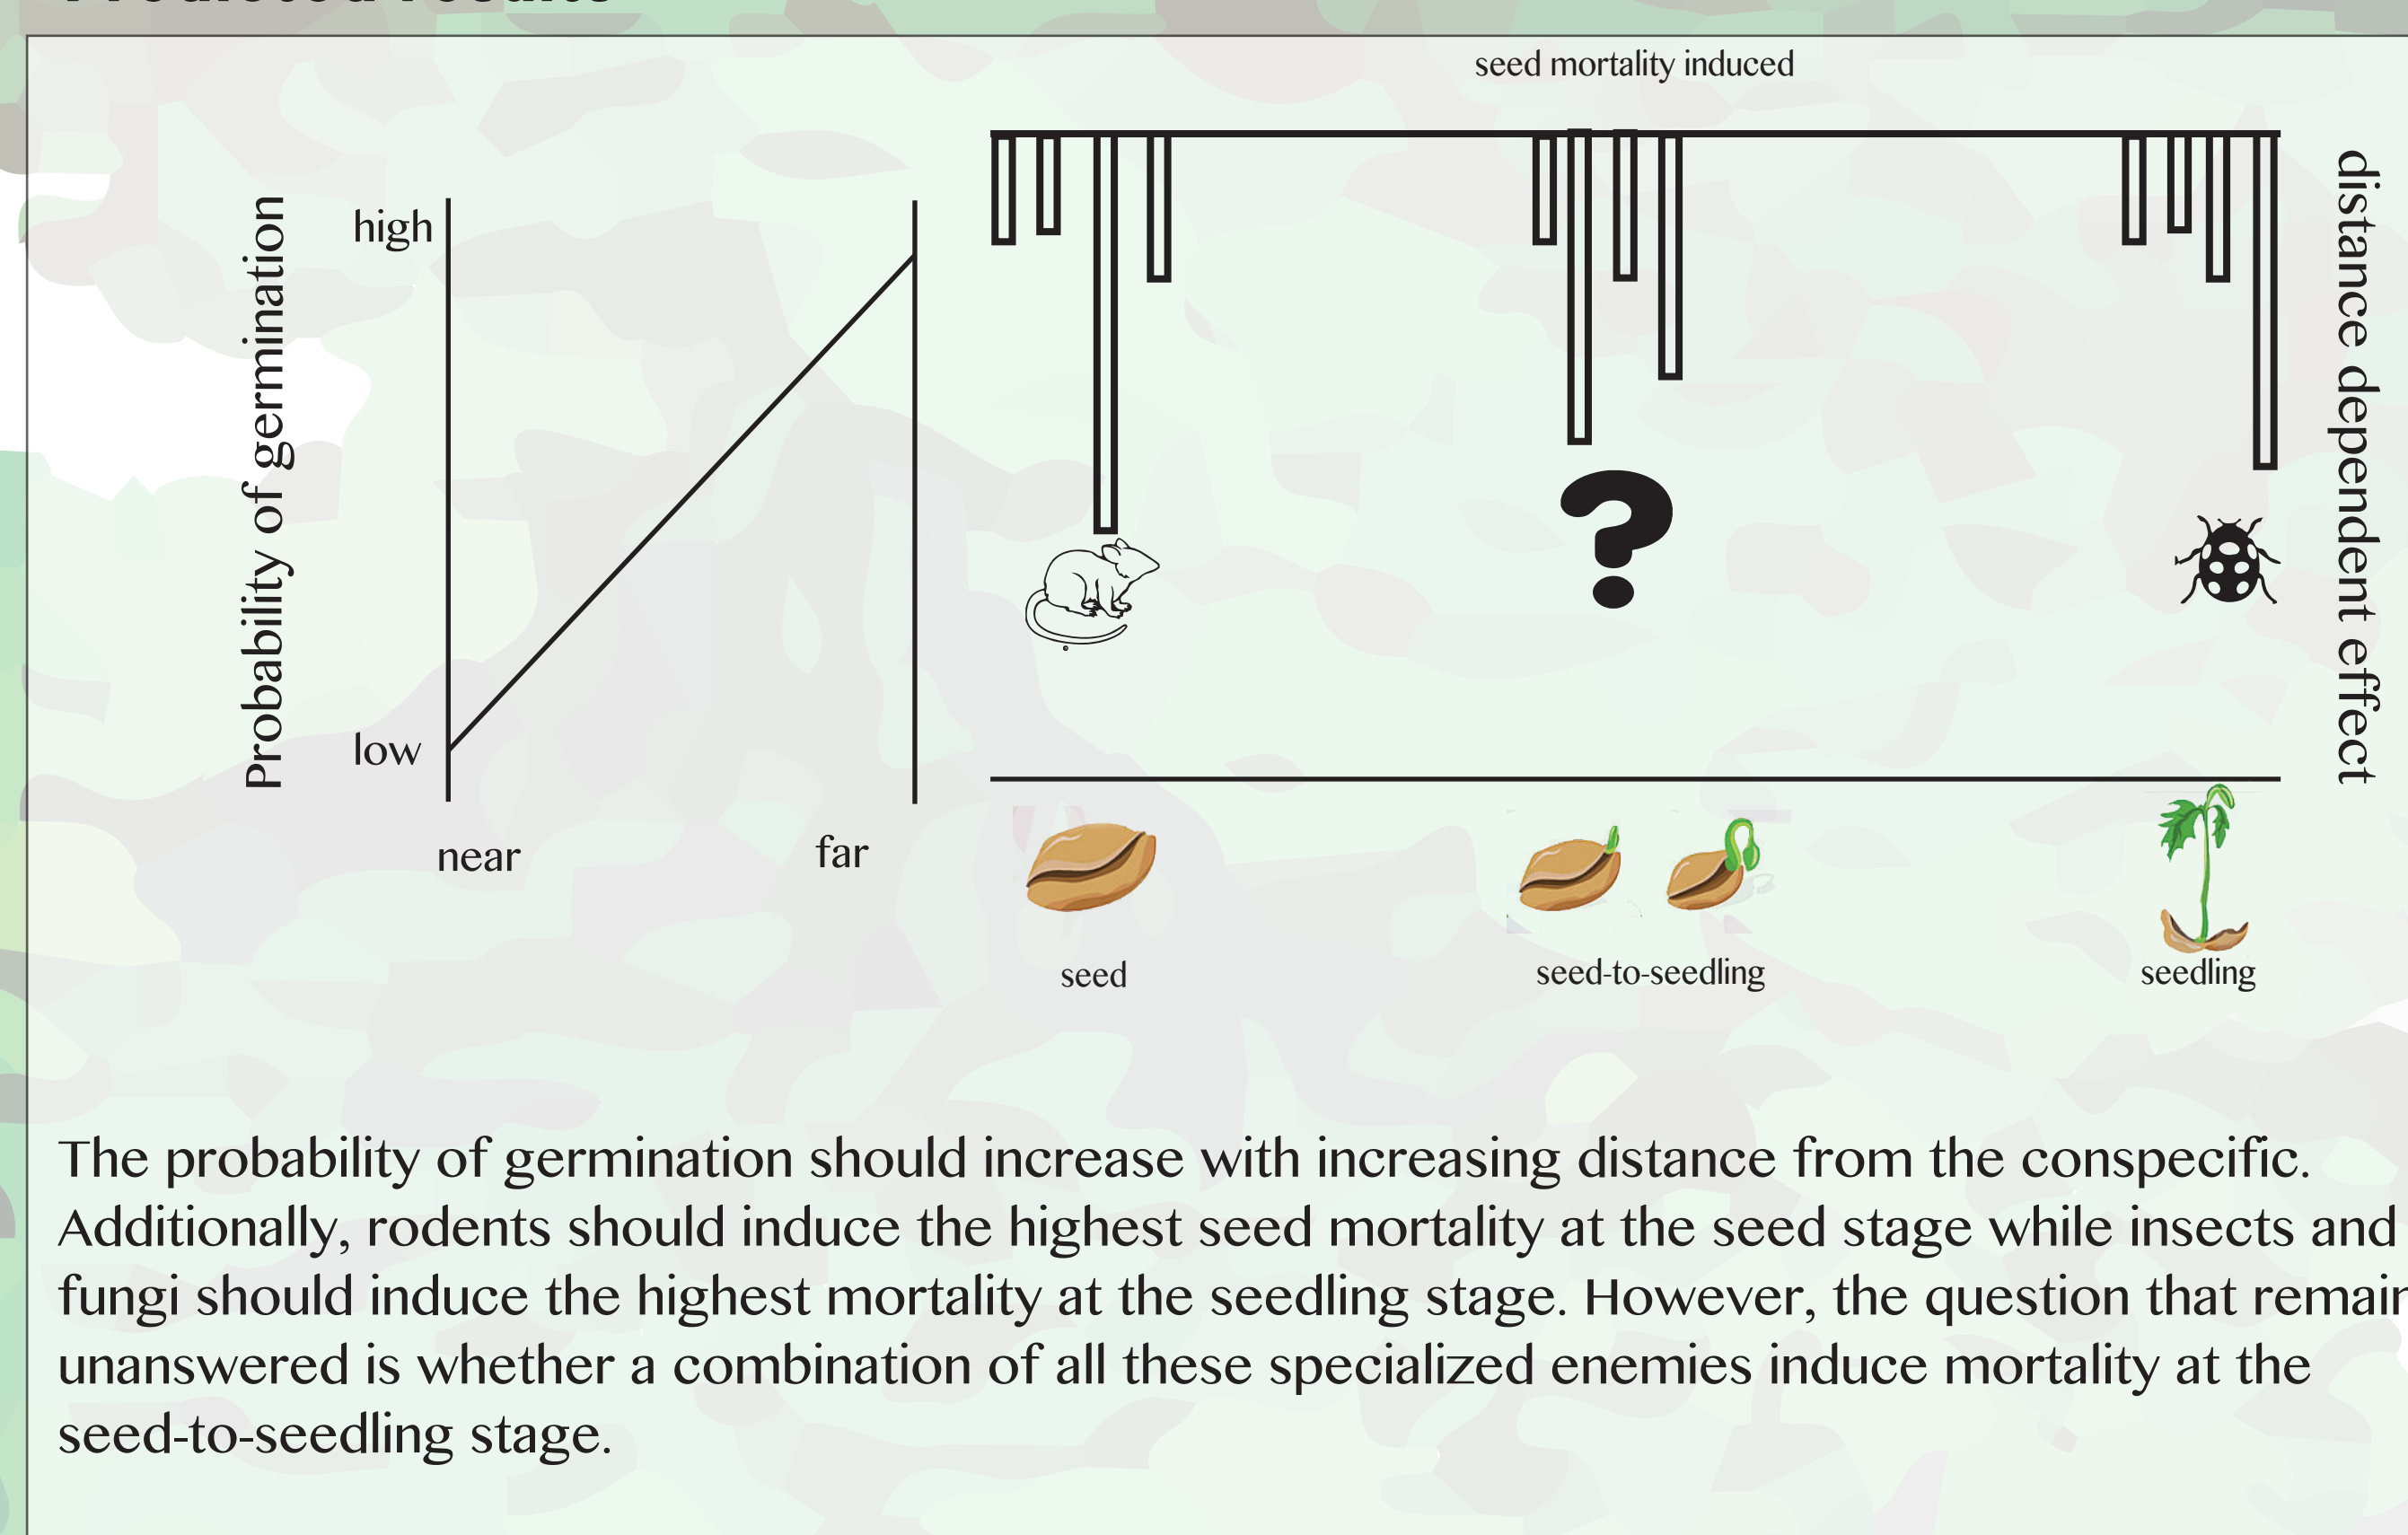 Predicted results
seed mortality induced
Probability of germination
high
low
near
far
?
distance dependent effect
seed
seed-to-seedling
seedling
The probability of germination should increase with increasing distance from the conspecific.
Additionally, rodents should induce the highest seed mortality at the seed stage while insects and
fungi should induce the highest mortality at the seedling stage. However, the question that remain
unanswered is whether a combination of all these specialized enemies induce mortality at the
seed-to-seedling stage.